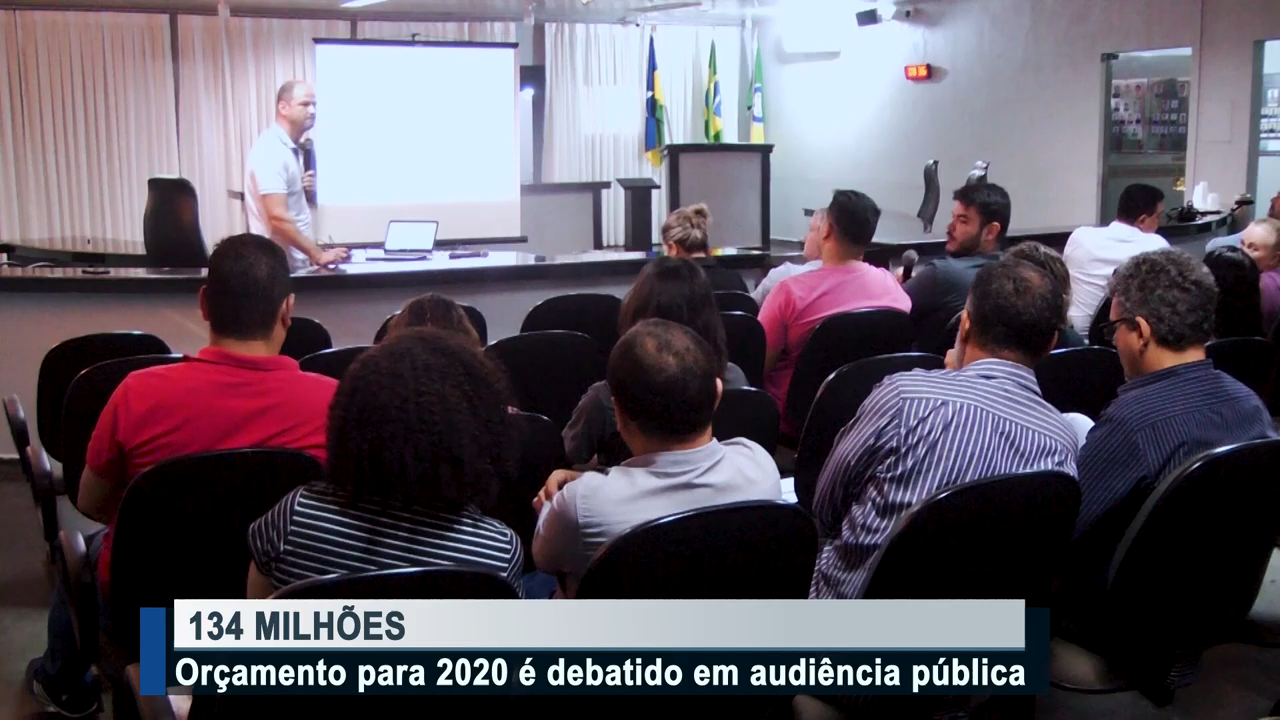 134 MILHÕES
Orçamento para 2020 é debatido em audiência pública